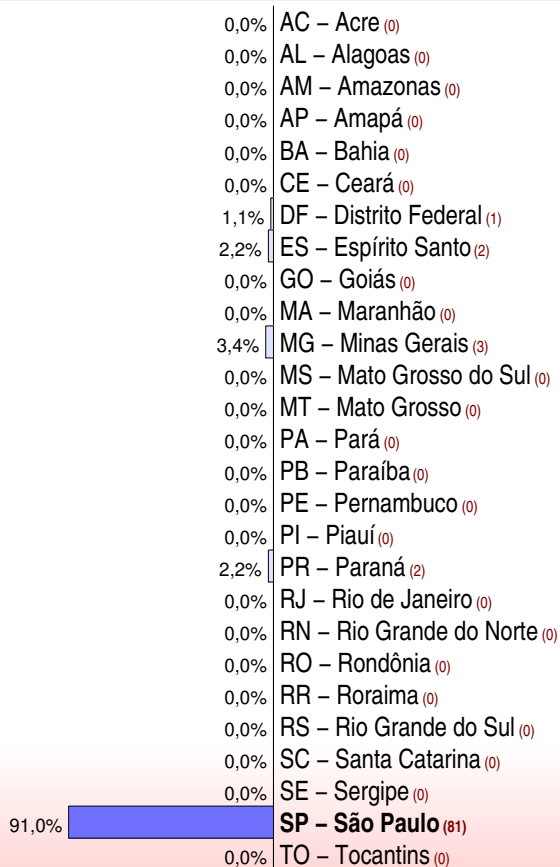 0,0% AC – Acre (0)
0,0% AL – Alagoas (0)
0,0% AM – Amazonas (0)
0,0% AP – Amapá (0)
0,0% BA – Bahia (0)
0,0% CE – Ceará (0)
1,1% DF – Distrito Federal (1)
2,2% ES – Espírito Santo (2)
0,0% GO – Goiás (0)
0,0% MA – Maranhão (0)
3,4% MG – Minas Gerais (3)
0,0% MS – Mato Grosso do Sul (0)
0,0% MT – Mato Grosso (0)
0,0% PA – Pará (0)
0,0% PB – Paraíba (0)
0,0% PE – Pernambuco (0)
0,0% PI – Piauí (0)
2,2% PR – Paraná (2)
0,0% RJ – Rio de Janeiro (0)
0,0% RN – Rio Grande do Norte (0)
0,0% RO – Rondônia (0)
0,0% RR – Roraima (0)
0,0% RS – Rio Grande do Sul (0)
0,0% SC – Santa Catarina (0)
0,0% SE – Sergipe (0)
91,0% SP – São Paulo (81)
0,0% TO – Tocantins (0)